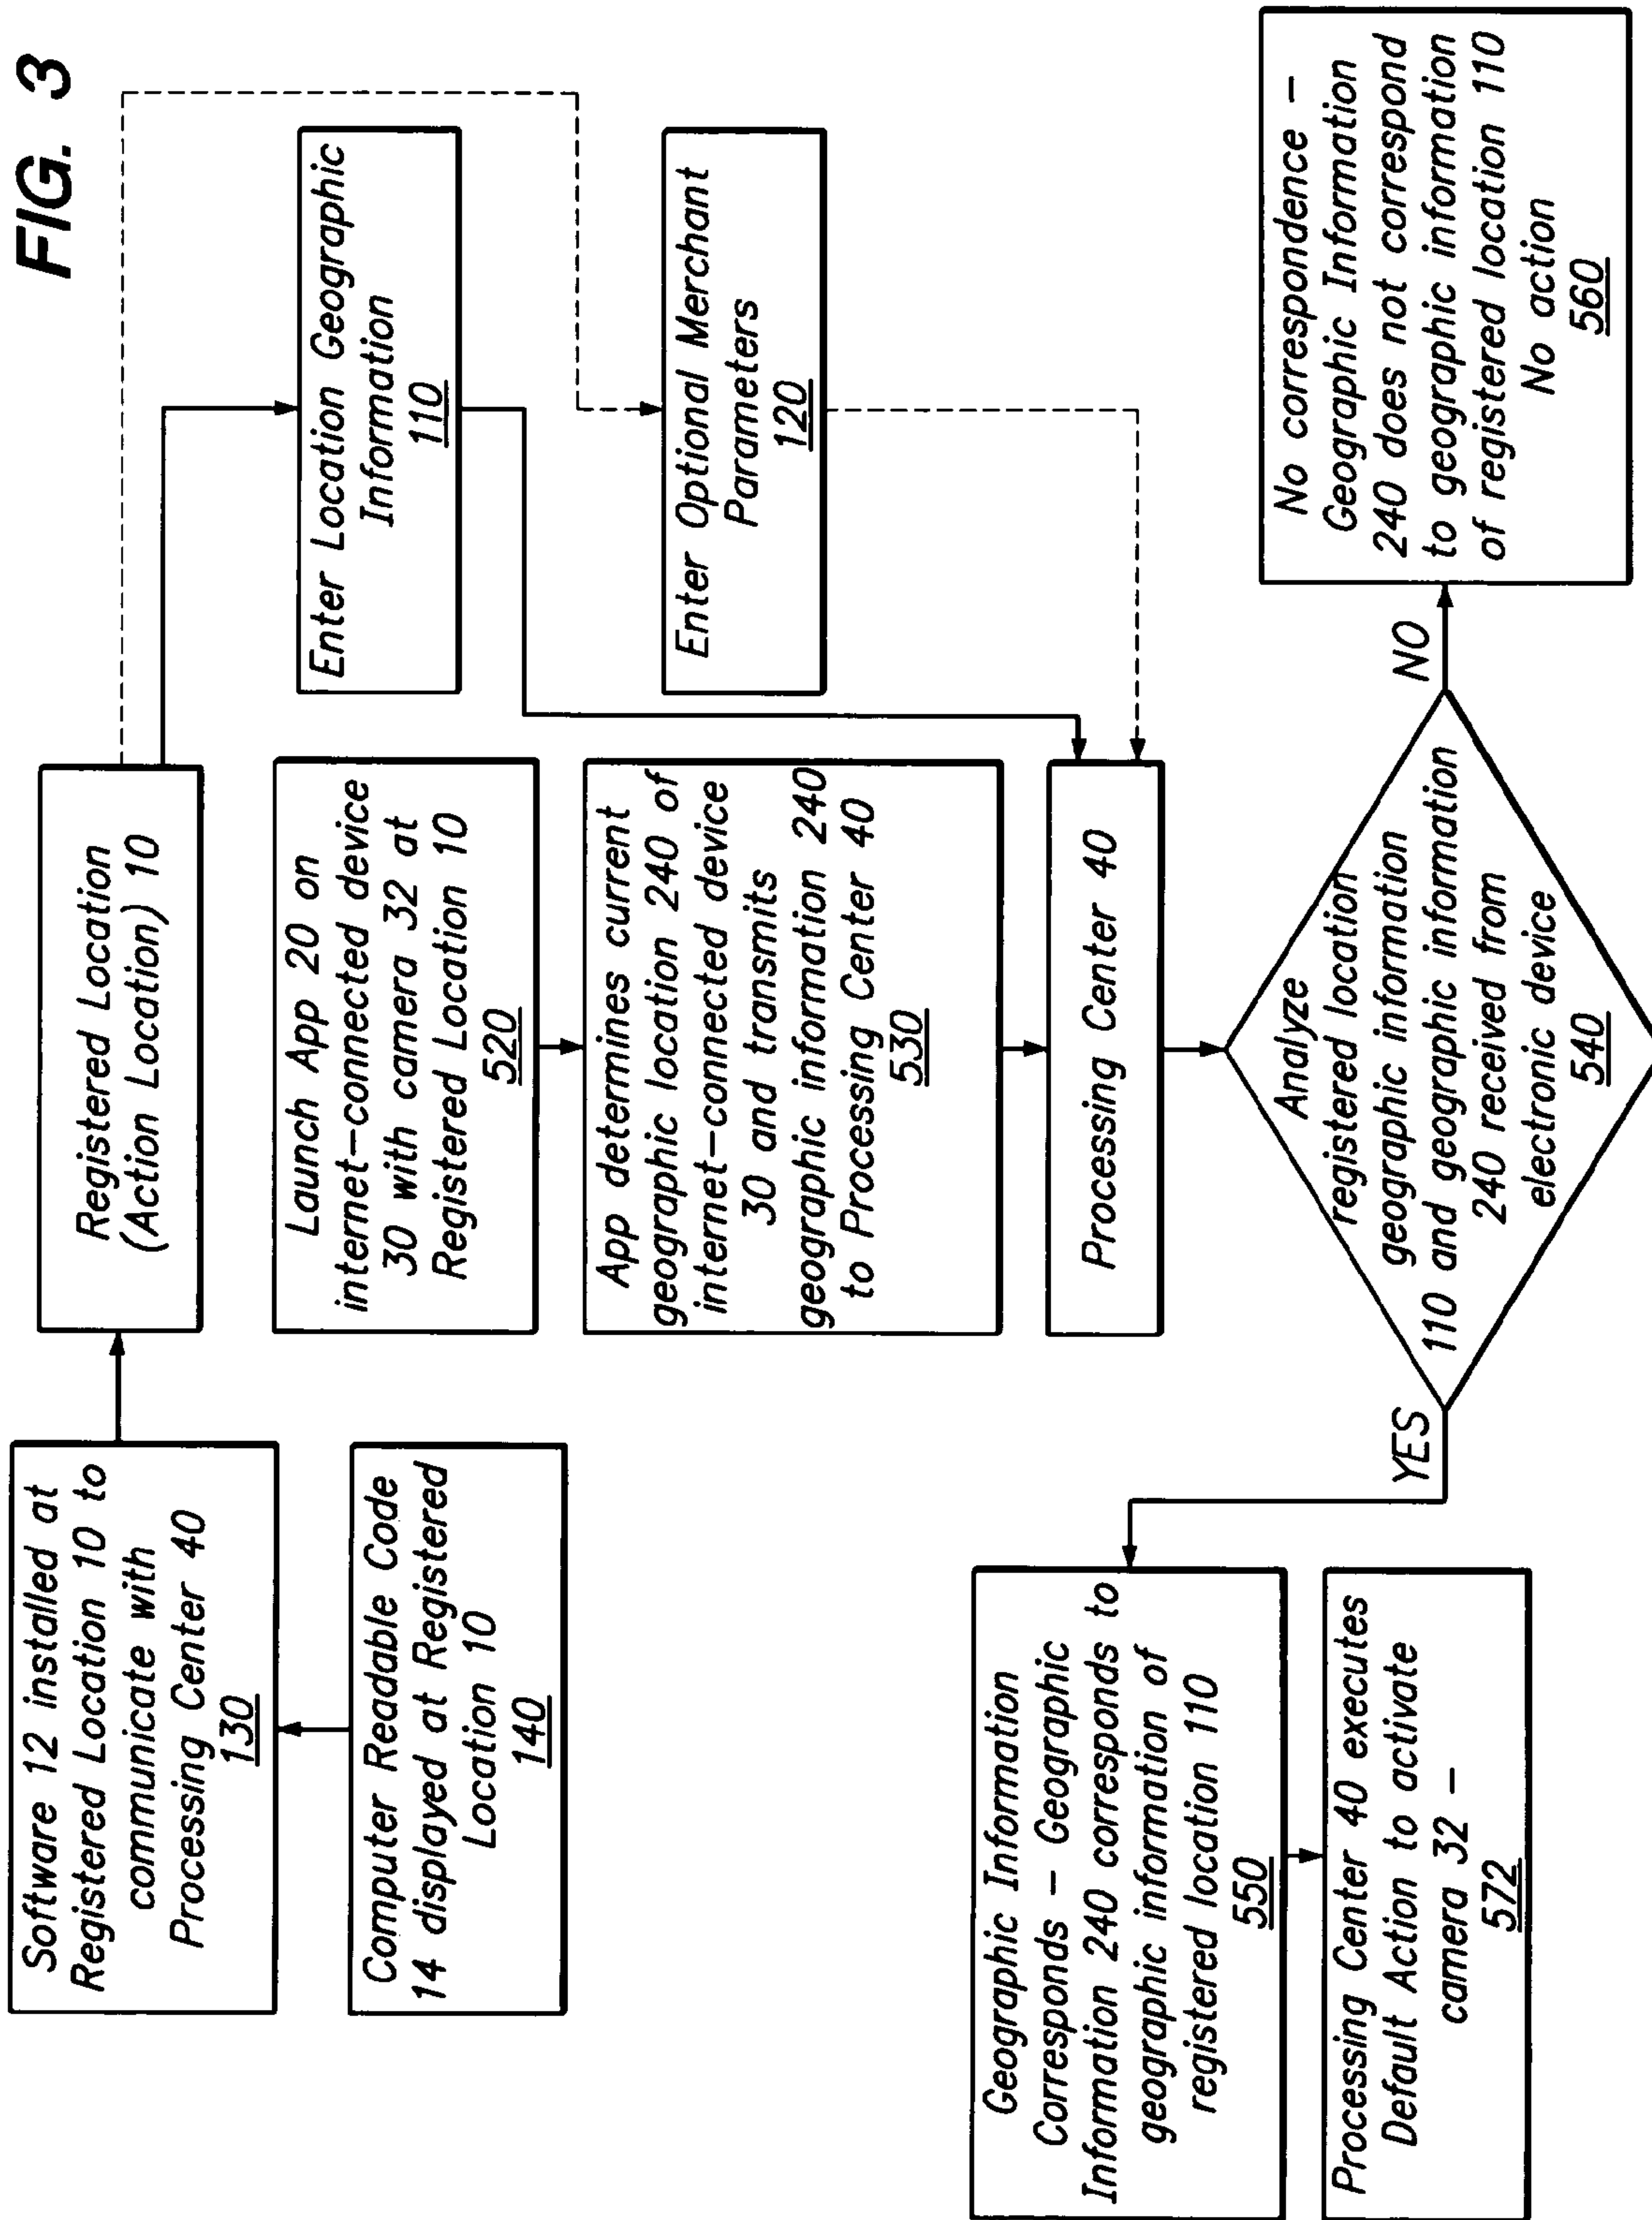 FIG. 3
Software 12 installed at
Registered Location 10 to
communicate with
Processing Center 40
130
Computer Readable Code
14 displayed at Registered
Location 10
140
Registered Location
(Action Location) 10
Enter Location Geographic
Information
110
Enter Optional Merchant
Parameters
120
Launch App 20 on
internet-connected device
30 with camera 32 at
Registered Location 10
520
App determines current
geographic location 240 of
internet-connected device
30 and transmits
geographic information 240
to Processing Center 40
530
Processing Center 40
Analyze
registered location
geographic information
110 and geographic information
240 received from
electronic device
540
YES
NO
Geographic Information
Corresponds – Geographic
Information 240 corresponds to
geographic information of
registered location 110
550
Processing Center 40 executes
Default Action to activate
camera 32 –
572
No correspondence –
Geographic Information
240 does not correspond
to geographic information
of registered location 110
No action
560